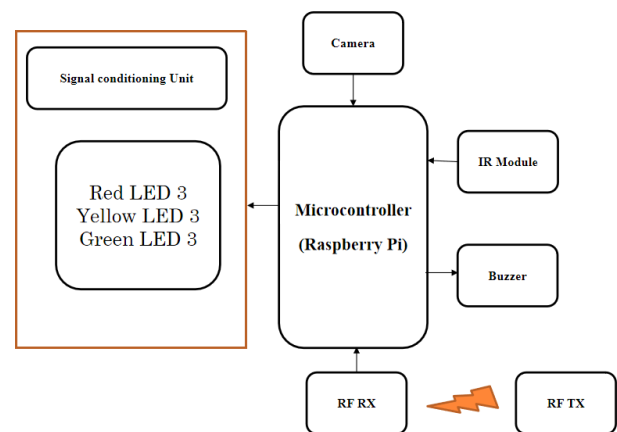 Camera
Signal conditioning Unit
Red LED 3
Yellow LED 3
Green LED 3
Microcontroller
(Raspberry Pi)
IR Module
Buzzer
RF RX
RF TX